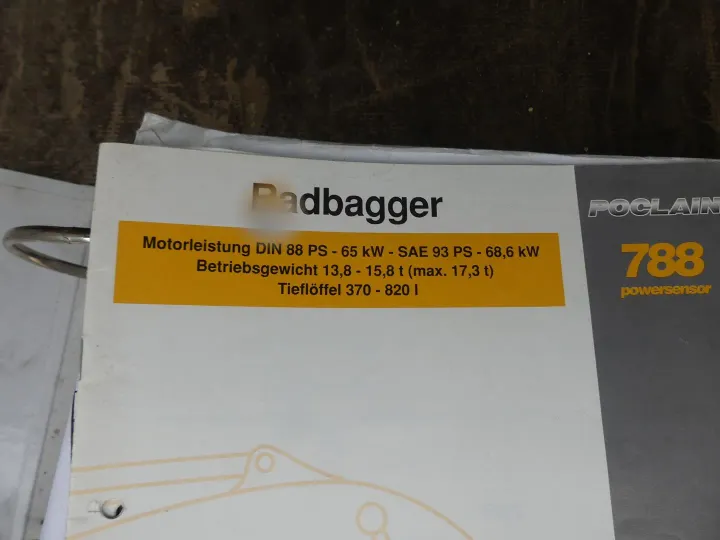 Radbagger
Motorleistung DIN 88 PS - 65 kW - SAE 93 PS - 68,6 kW
Betriebsgewicht 13,8 - 15,8 t (max. 17,3 t)
Tieflöffel 370 - 820 l
POCLAIN
788
powersensor